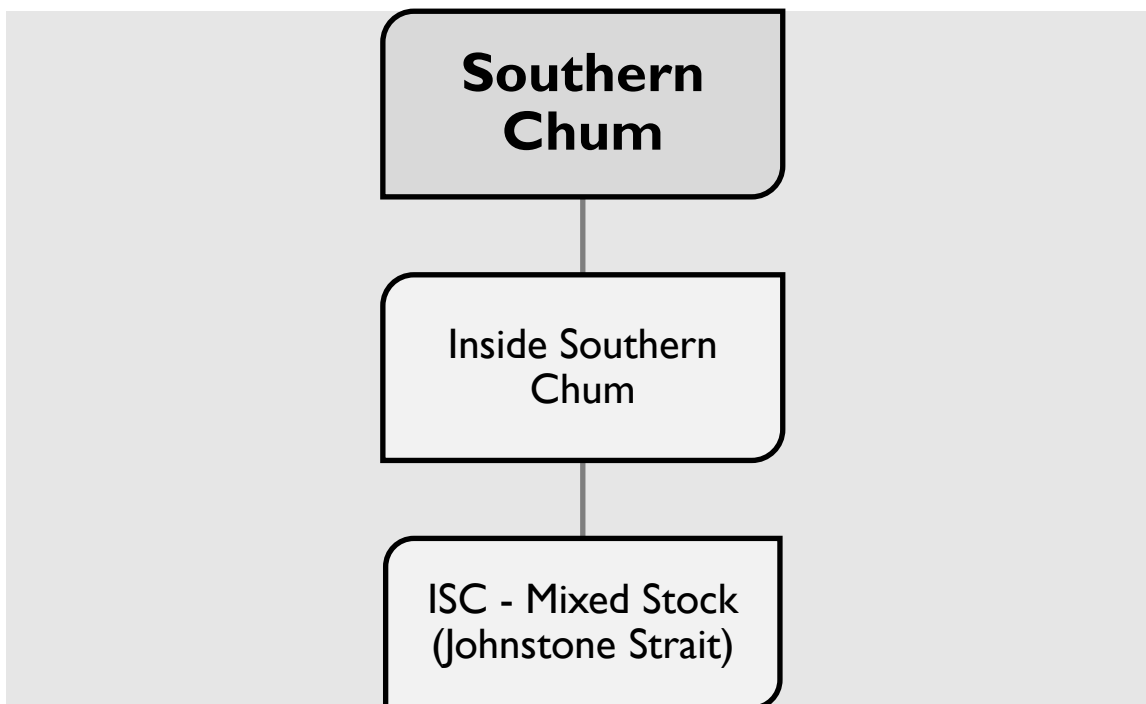 Southern
Chum
Inside Southern
Chum
ISC - Mixed Stock
(Johnstone Strait)